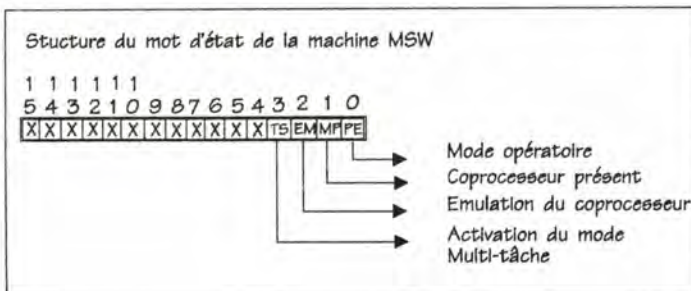 Stucture du mot d'état de la machine MSW
1 1 1 1 1 1
5 4 3 2 1 0 9 8 7 6 5 4 3 2 1 0
X X X X X X X X X X X X TS EM MP PE
Mode opératoire
Coprocesseur présent
Emulation du coprocesseur
Activation du mode
Multi-tâche